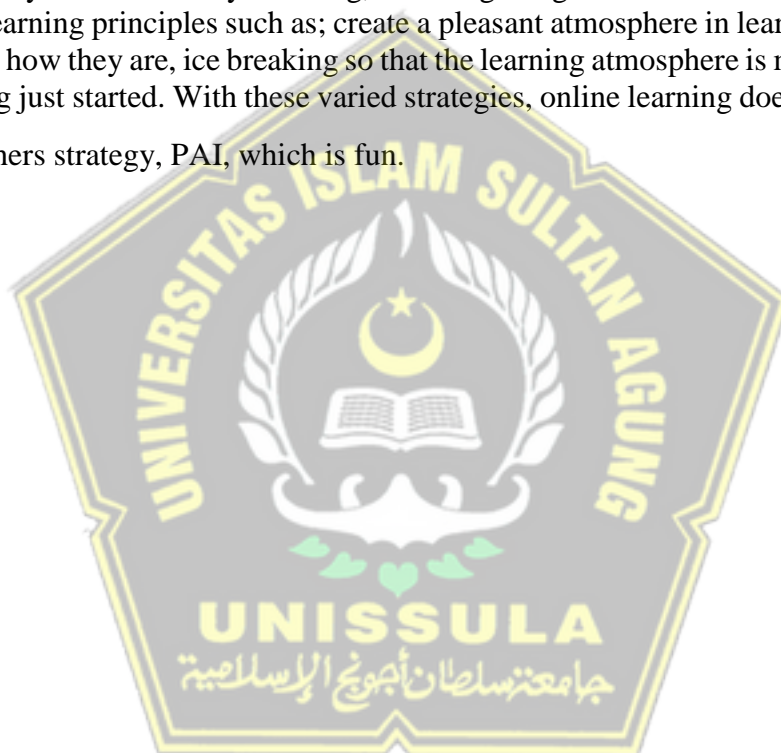 earning principles such as; create a pleasant atmosphere in lear
how they are, ice breaking so that the learning atmosphere is
g just started. With these varied strategies, online learning doe
ners strategy, PAI, which is fun.
UNIVERSITAS ISLAM SULTAN AGUNG
UNISSULA
جامعة سلطان أجونج الإسلامية